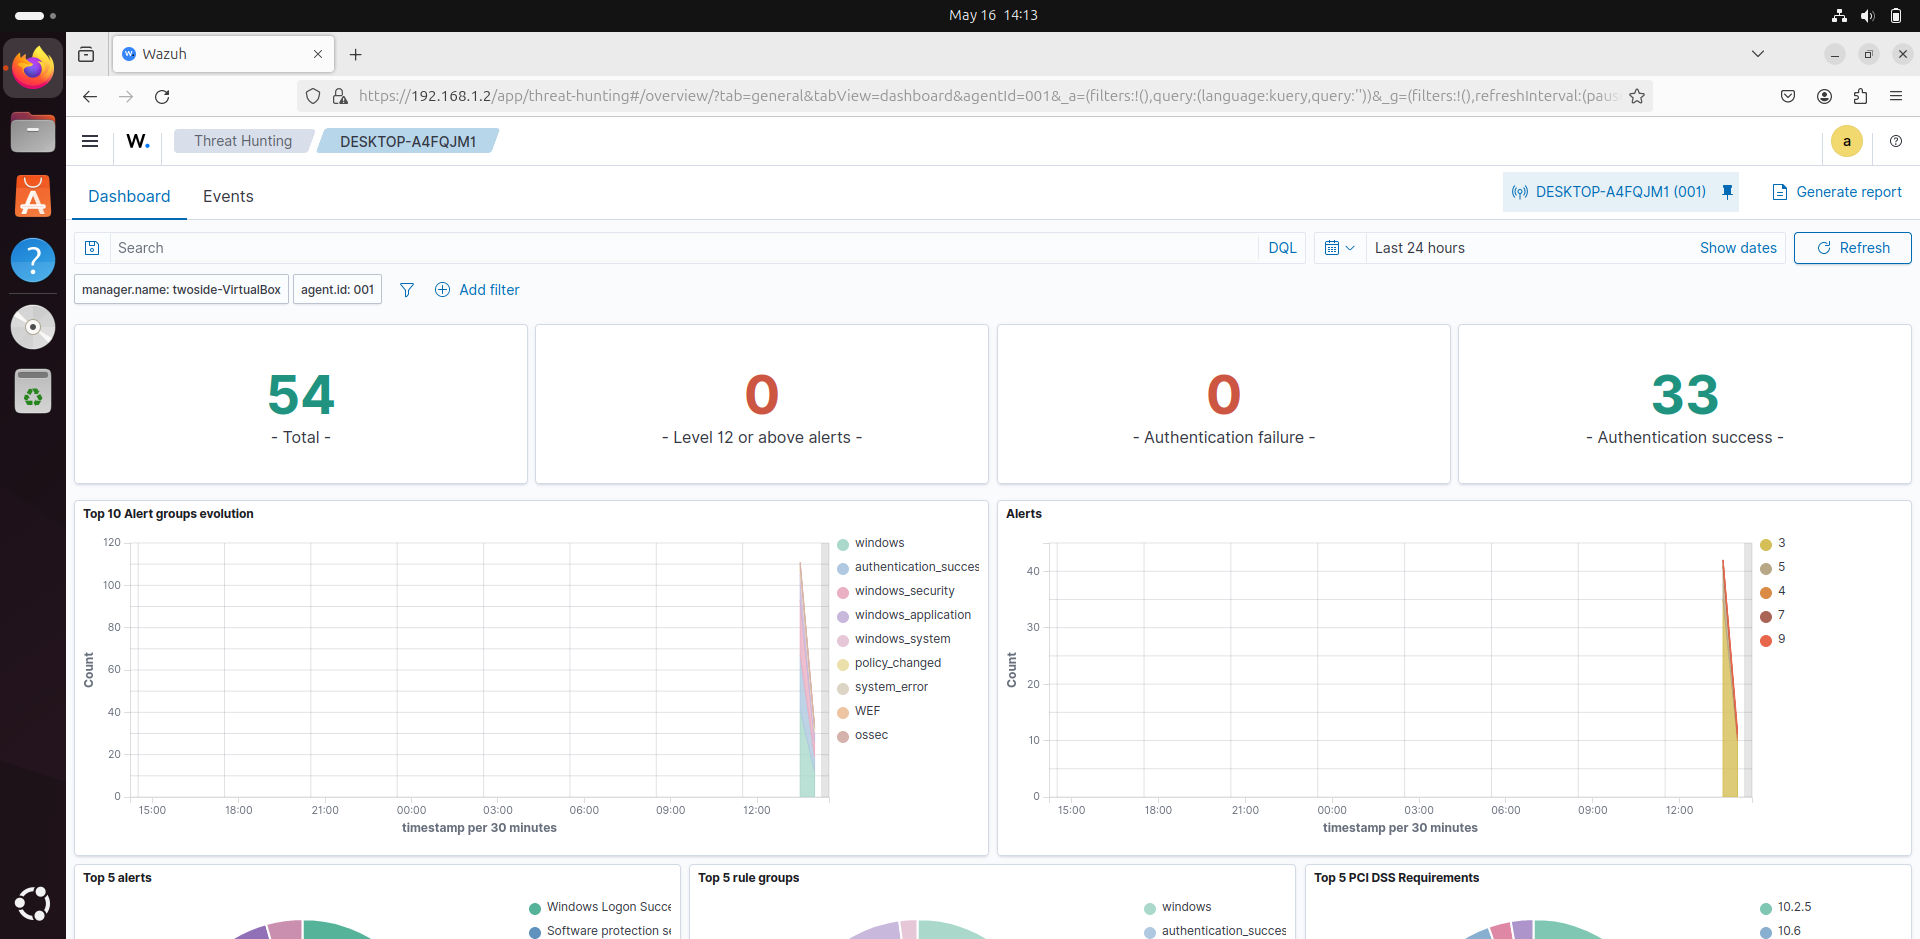 May 16 14:13
Wazuh
https://192.168.1.2/app/threat-hunting#/overview/?tab=general&tabView=dashboard&agentId=001&_a=(filters:!(),query:(language:kuery,query:''))&_g=(filters:!(),refreshInterval:(paus
W.
Threat Hunting
DESKTOP-A4FQJM1
a
Dashboard
Events
DESKTOP-A4FQJM1 (001)
Generate report
Search
DQL
Last 24 hours
Show dates
Refresh
manager.name: twoside-VirtualBox
agent.id: 001
Add filter
54
- Total -
0
- Level 12 or above alerts -
0
- Authentication failure -
33
- Authentication success -
Top 10 Alert groups evolution
120
100
80
60
40
20
0
Count
15:00 18:00 21:00 00:00 03:00 06:00 09:00 12:00
timestamp per 30 minutes
windows
authentication_succes
windows_security
windows_application
windows_system
policy_changed
system_error
WEF
ossec
Alerts
40
30
20
10
0
Count
15:00 18:00 21:00 00:00 03:00 06:00 09:00 12:00
timestamp per 30 minutes
3
5
4
7
9
Top 5 alerts
Windows Logon Succe
Software protection se
Top 5 rule groups
windows
authentication_succes
Top 5 PCI DSS Requirements
10.2.5
10.6